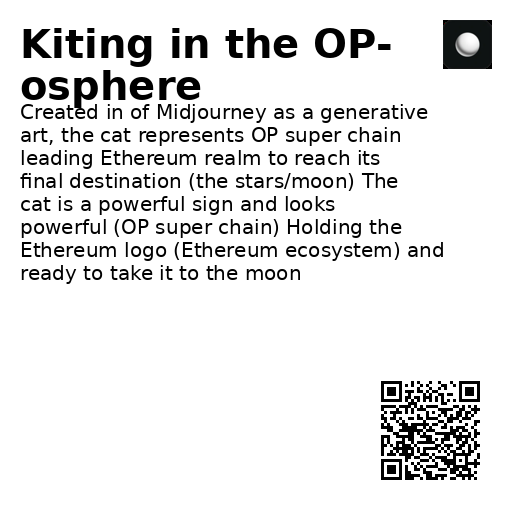 Kiting in the OP-
osphere
Created in of Midjourney as a generative
art, the cat represents OP super chain
leading Ethereum realm to reach its
final destination (the stars/moon) The
cat is a powerful sign and looks
powerful (OP super chain) Holding the
Ethereum logo (Ethereum ecosystem) and
ready to take it to the moon